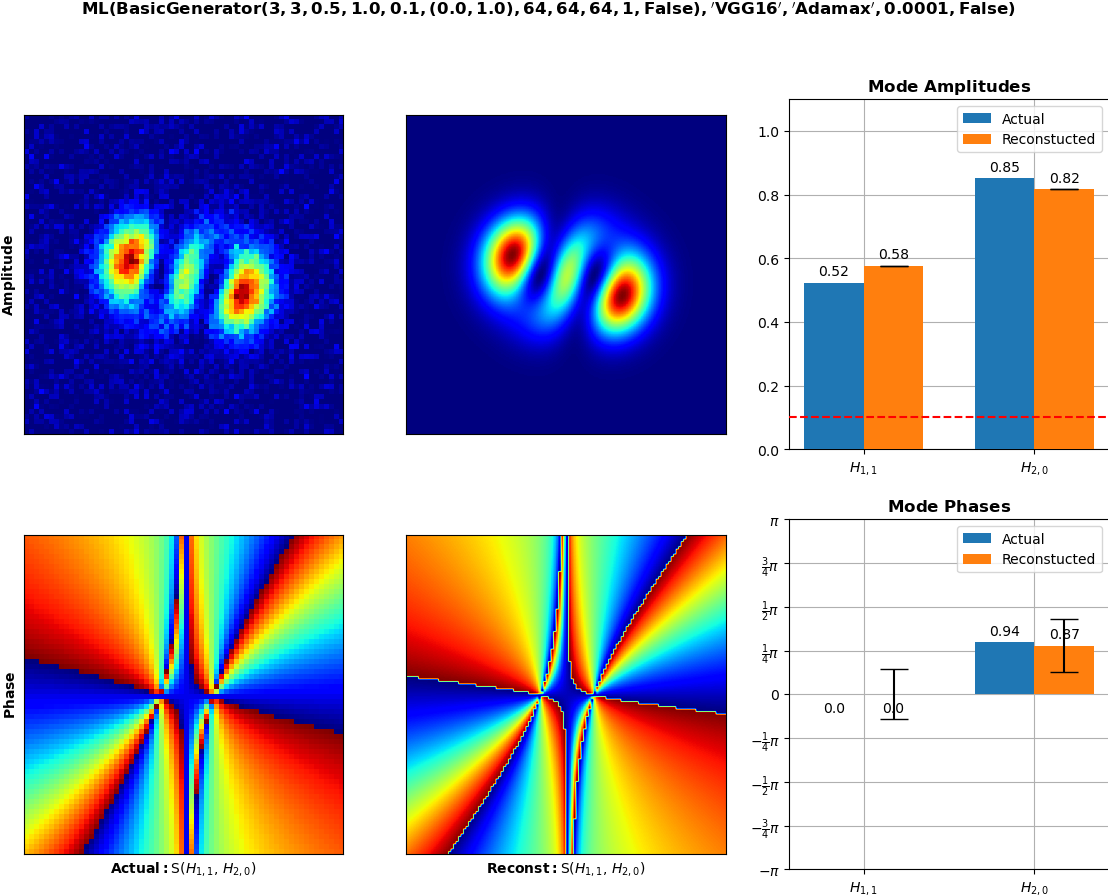 ML(BasicGenerator(3, 3, 0.5, 1.0, 0.1, (0.0, 1.0), 64, 64, 64, 1, False), ′VGG16′, ′Adamax′, 0.0001, False)
Amplitude
Mode Amplitudes
Actual
Reconstucted
1.0
0.8
0.6
0.4
0.2
0.0
0.52
0.58
0.85
0.82
H1, 1
H2, 0
Phase
Actual: S(H1, 1, H2, 0)
Reconst: S(H1, 1, H2, 0)
Mode Phases
Actual
Reconstucted
π
3/4π
1/2π
1/4π
0
−1/4π
−1/2π
−3/4π
−π
0.0
0.0
0.94
0.87
H1, 1
H2, 0